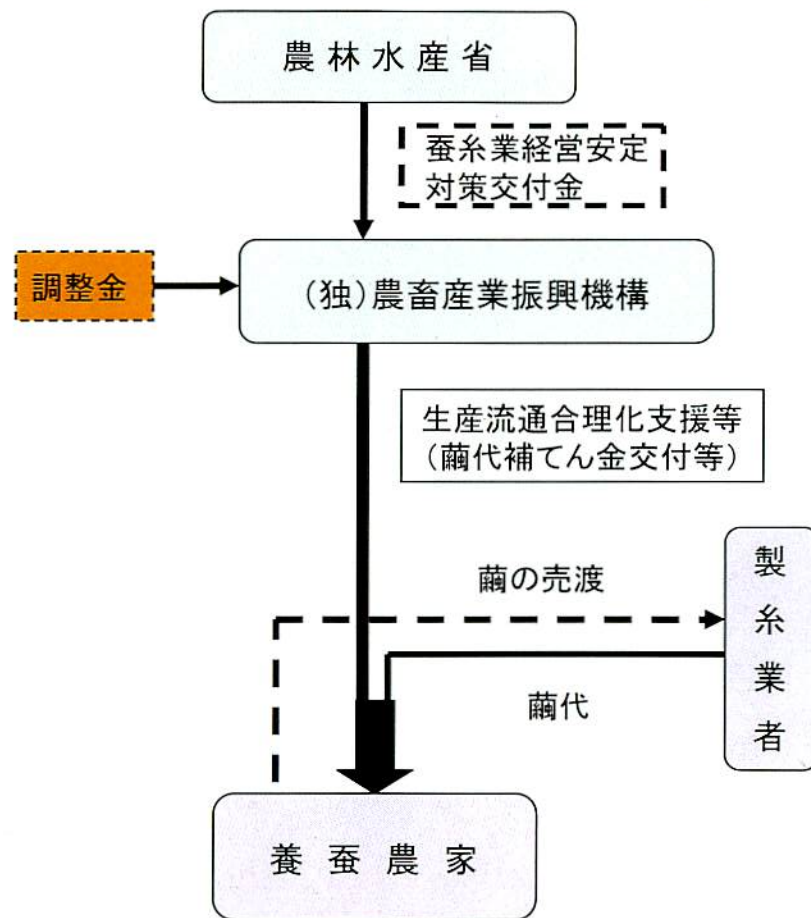 農林水産省
蚕糸業経営安定
対策交付金
調整金
(独)農畜産業振興機構
生産流通合理化支援等
(繭代補てん金交付等)
繭の売渡
製糸業者
繭代
養蚕農家